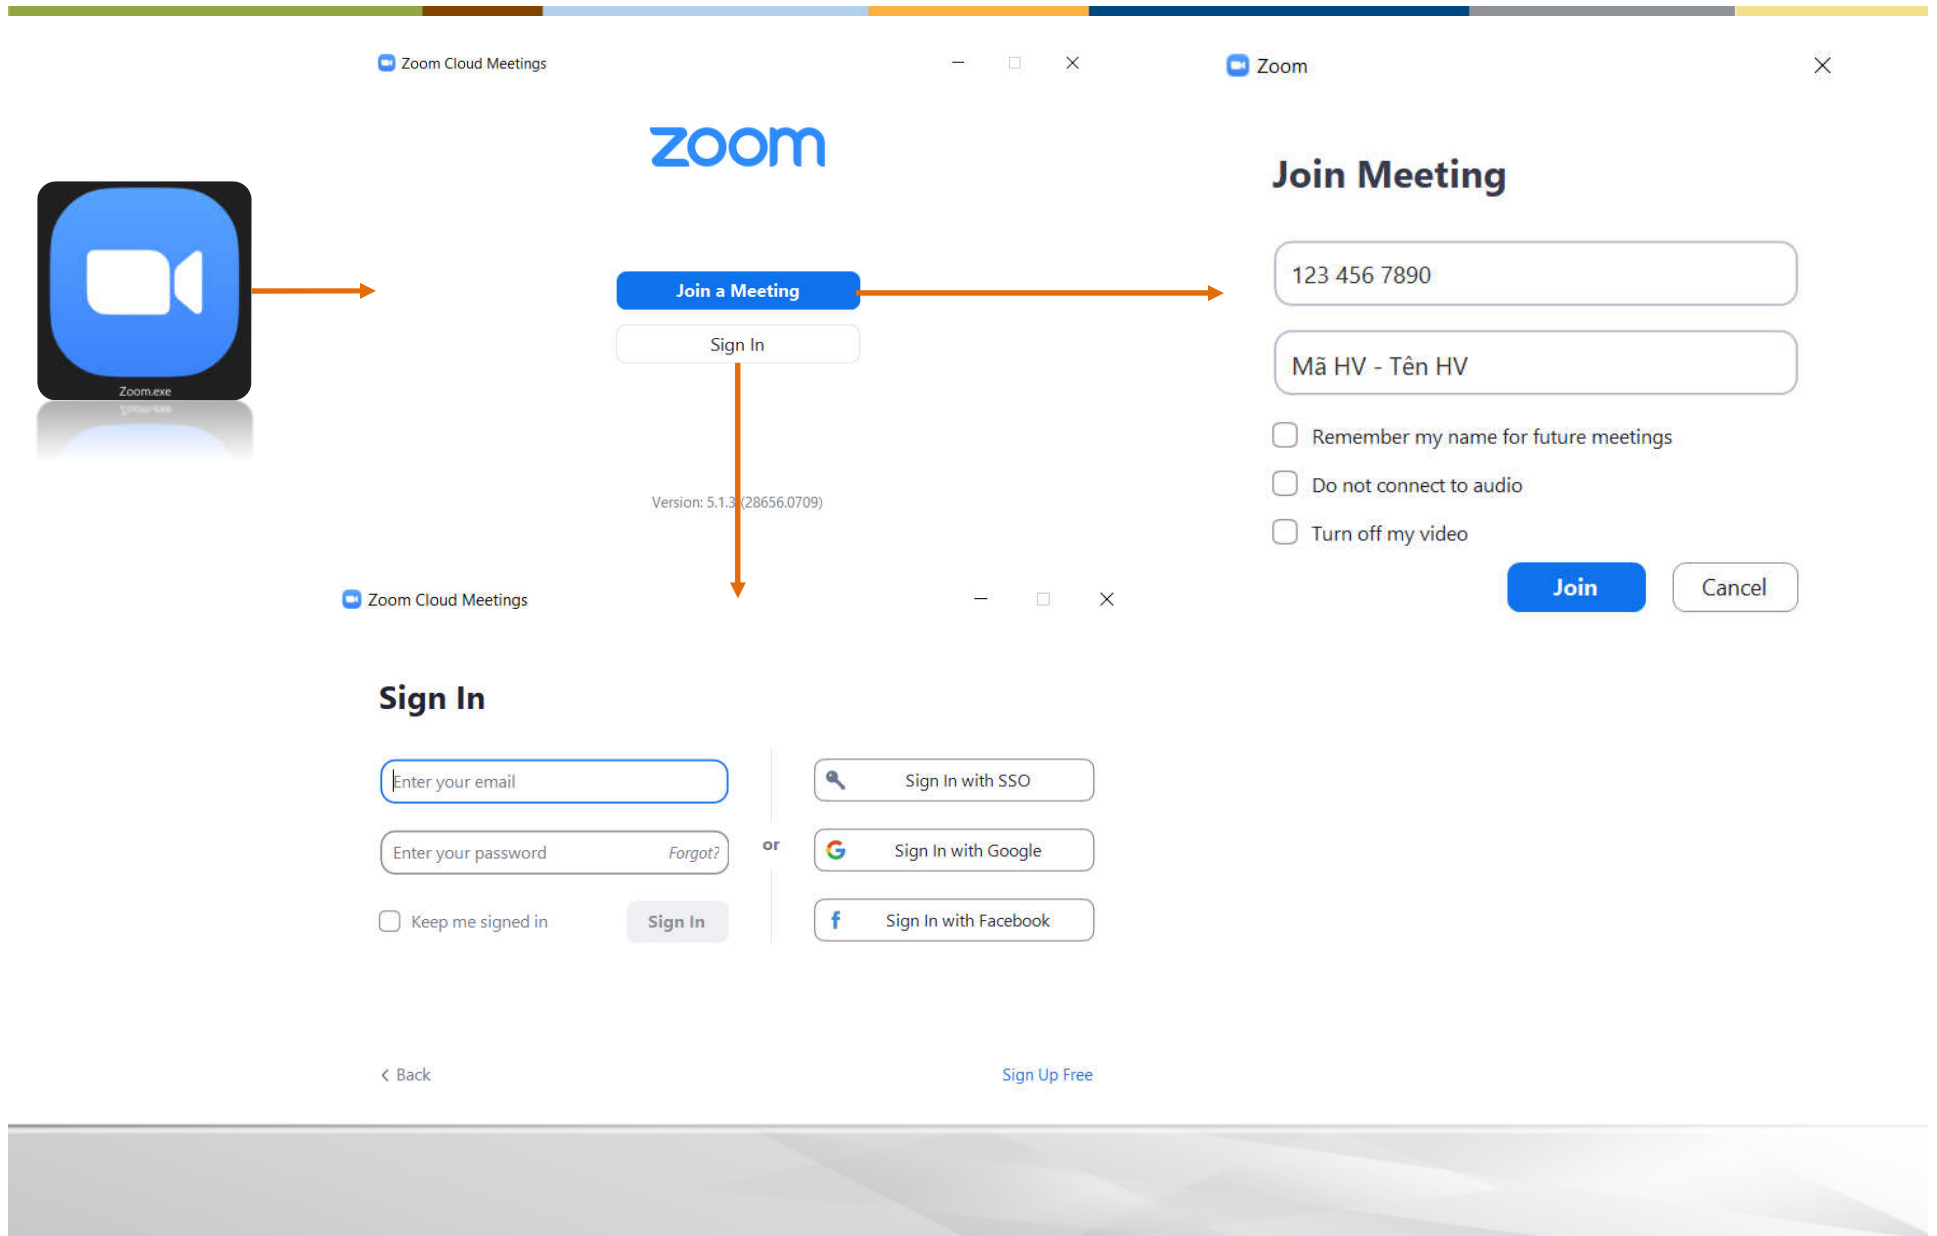 Zoom Cloud Meetings
zoom
Join a Meeting
Sign In
Version: 5.1.3 (28656.0709)
Zoom.exe
Zoom
Join Meeting
123 456 7890
Mã HV - Tên HV
Remember my name for future meetings
Do not connect to audio
Turn off my video
Join
Cancel
Zoom Cloud Meetings
Sign In
Enter your email
Enter your password
Forgot?
Keep me signed in
Sign In
or
Sign In with SSO
Sign In with Google
Sign In with Facebook
Back
Sign Up Free